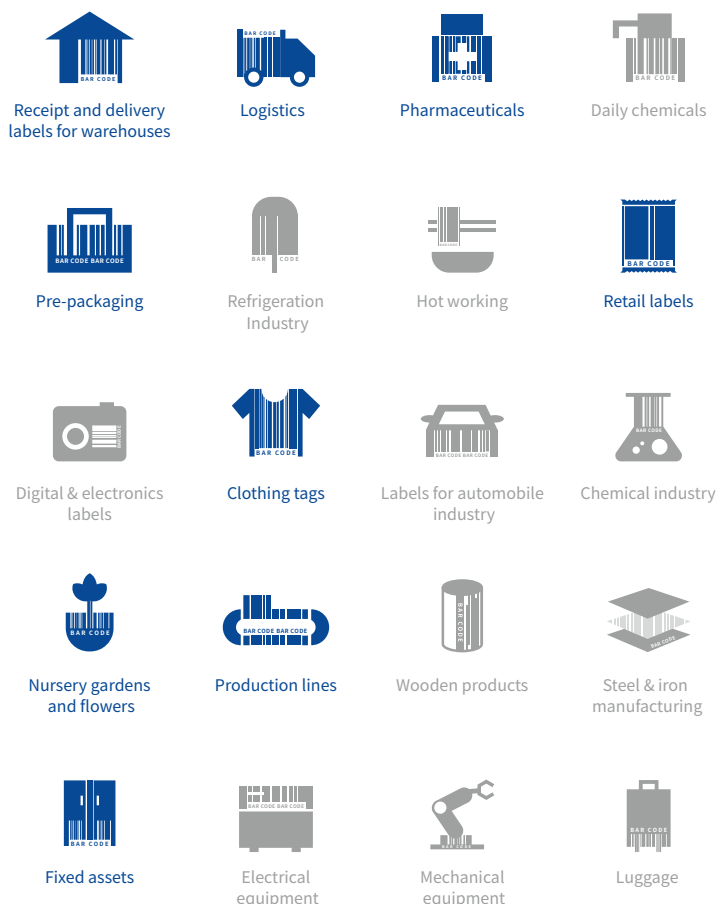 BAR CODE
BAR CODE
BAR CODE
BAR CODE
Receipt and delivery
labels for warehouses
Logistics
Pharmaceuticals
Daily chemicals
BAR CODE BAR CODE
BAR CODE
BAR CODE
BAR CODE
Pre-packaging
Refrigeration
Industry
Hot working
Retail labels
BAR CODE
BAR CODE
BAR CODE BAR CODE
BAR CODE
Digital & electronics
labels
Clothing tags
Labels for automobile
industry
Chemical industry
BAR CODE
BAR CODE BAR CODE
BAR CODE
BAR CODE
Nursery gardens
and flowers
Production lines
Wooden products
Steel & iron
manufacturing
BAR CODE
BAR CODE BAR CODE
BAR CODE
BAR CODE
Fixed assets
Electrical
equipment
Mechanical
equipment
Luggage